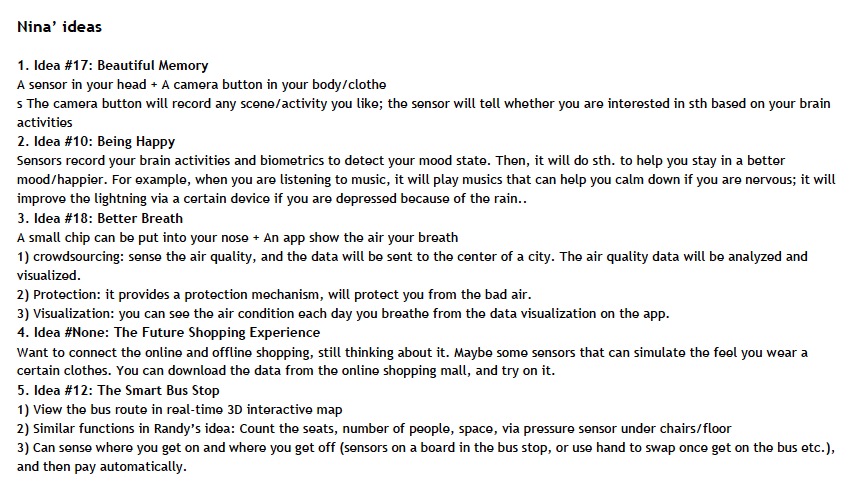 Nina’ ideas
1. Idea #17: Beautiful Memory
A sensor in your head + A camera button in your body/clothe
s The camera button will record any scene/activity you like; the sensor will tell whether you are interested in sth based on your brain
activities
2. Idea #10: Being Happy
Sensors record your brain activities and biometrics to detect your mood state. Then, it will do sth. to help you stay in a better
mood/happier. For example, when you are listening to music, it will play musics that can help you calm down if you are nervous; it will
improve the lightning via a certain device if you are depressed because of the rain..
3. Idea #18: Better Breath
A small chip can be put into your nose + An app show the air your breath
1) crowdsourcing: sense the air quality, and the data will be sent to the center of a city. The air quality data will be analyzed and
visualized.
2) Protection: it provides a protection mechanism, will protect you from the bad air.
3) Visualization: you can see the air condition each day you breathe from the data visualization on the app.
4. Idea #None: The Future Shopping Experience
Want to connect the online and offline shopping, still thinking about it. Maybe some sensors that can simulate the feel you wear a
certain clothes. You can download the data from the online shopping mall, and try on it.
5. Idea #12: The Smart Bus Stop
1) View the bus route in real-time 3D interactive map
2) Similar functions in Randy’s idea: Count the seats, number of people, space, via pressure sensor under chairs/floor
3) Can sense where you get on and where you get off (sensors on a board in the bus stop, or use hand to swap once get on the bus etc.),
and then pay automatically.